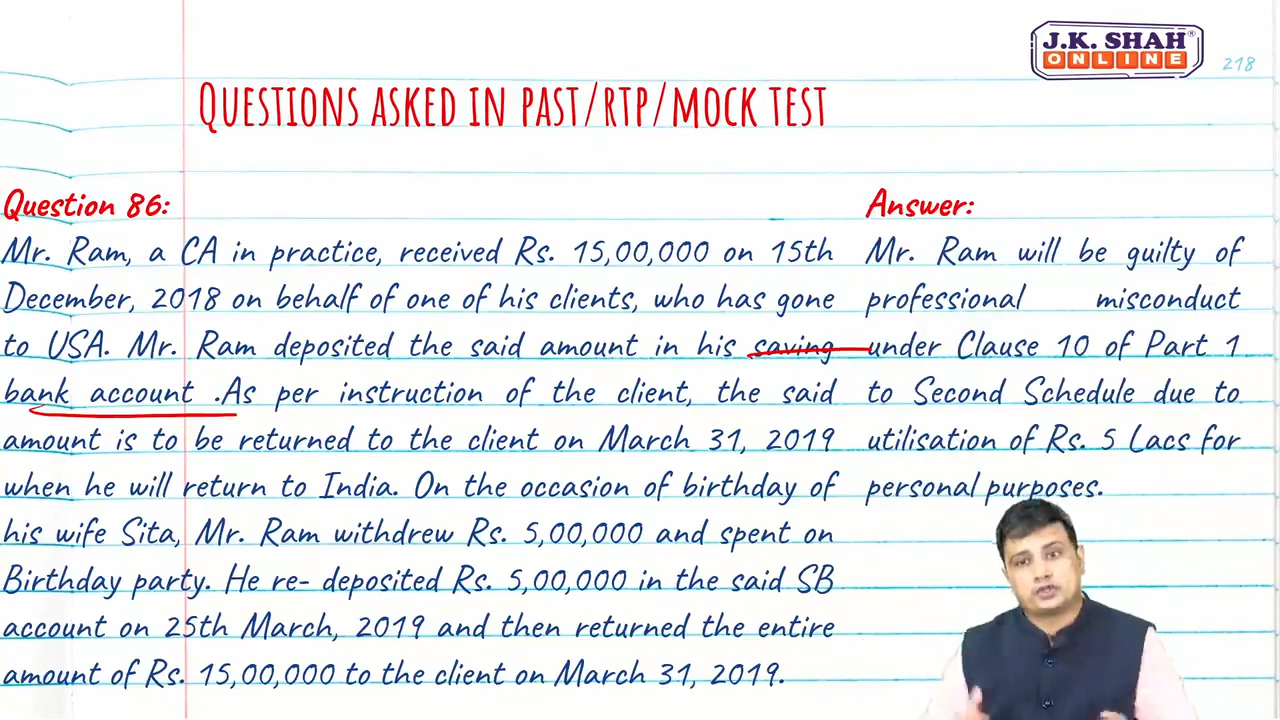 J.K. SHAH®
ONLINE
218
QUESTIONS ASKED IN PAST/RTP/MOCK TEST
Question 86:
Mr. Ram, a CA in practice, received Rs. 15,00,000 on 15th
December, 2018 on behalf of one of his clients, who has gone
to USA. Mr. Ram deposited the said amount in his saving
bank account .As per instruction of the client, the said
amount is to be returned to the client on March 31, 2019
when he will return to India. On the occasion of birthday of
his wife Sita, Mr. Ram withdrew Rs. 5,00,000 and spent on
Birthday party. He re- deposited Rs. 5,00,000 in the said SB
account on 25th March, 2019 and then returned the entire
amount of Rs. 15,00,000 to the client on March 31, 2019.
Answer:
Mr. Ram will be guilty of
professional misconduct
under Clause 10 of Part 1
to Second Schedule due to
utilisation of Rs. 5 Lacs for
personal purposes.